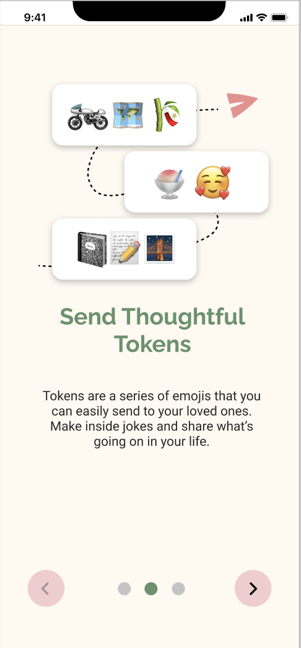 9:41
Send Thoughtful
Tokens
Tokens are a series of emojis that you
can easily send to your loved ones.
Make inside jokes and share what's
going on in your life.